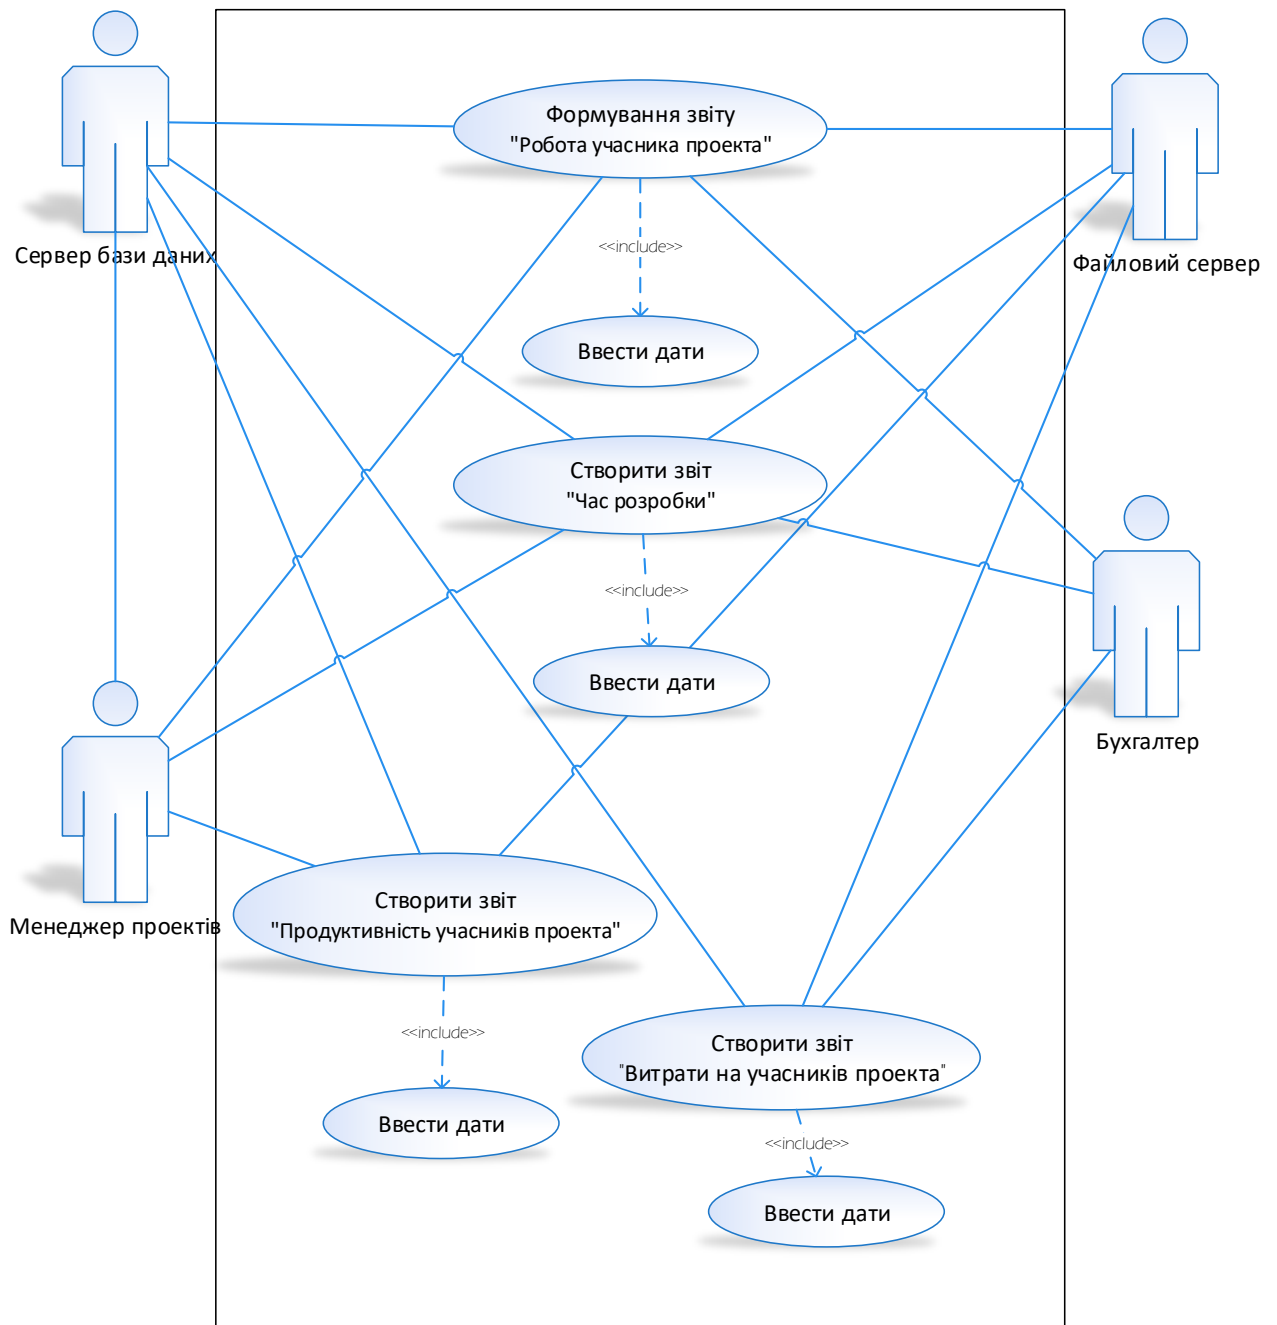 Формування звіту
"Робота учасника проекта"
Сервер бази даних
<<include>>
Файловий сервер
Ввести дати
Створити звіт
"Час розробки"
<<include>>
Ввести дати
Бухгалтер
Створити звіт
"Продуктивність учасників проекта"
Менеджер проектів
<<include>>
Створити звіт
"Витрати на учасників проекта"
Ввести дати
<<include>>
Ввести дати